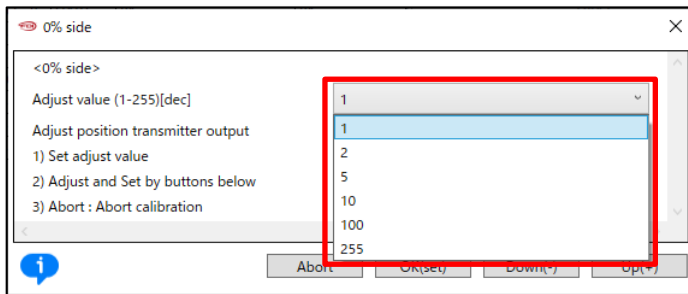 0% side
<0% side>
Adjust value (1-255)[dec]
1
Adjust position transmitter output
1
1) Set adjust value
2
2) Adjust and Set by buttons below
5
3) Abort : Abort calibration
10
100
255
Abort
OK(set)
Down(-)
Up(+)